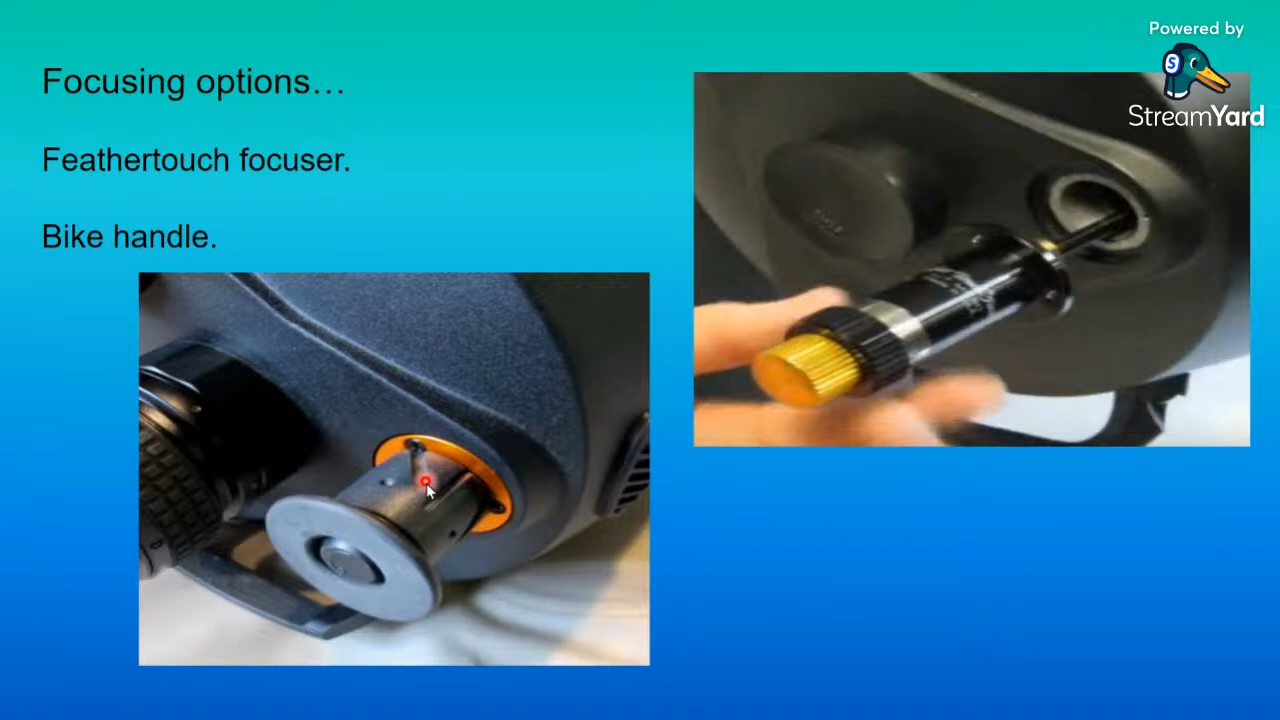 Focusing options…
Feathertouch focuser.
Bike handle.
Powered by
S
StreamYard